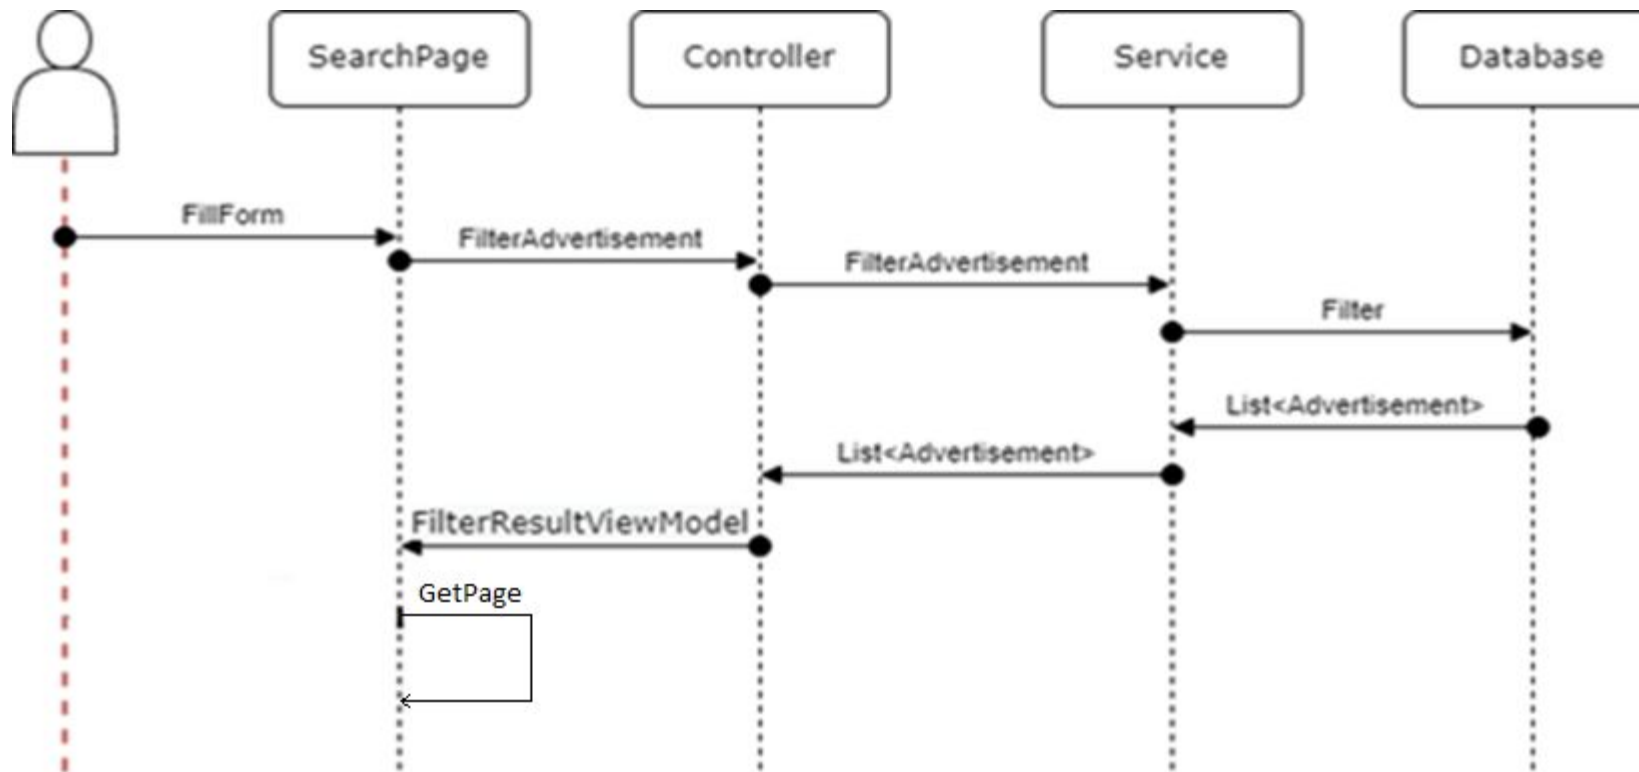 SearchPage
Controller
Service
Database
FillForm
FilterAdvertisement
FilterAdvertisement
Filter
List<Advertisement>
List<Advertisement>
FilterResultViewModel
GetPage